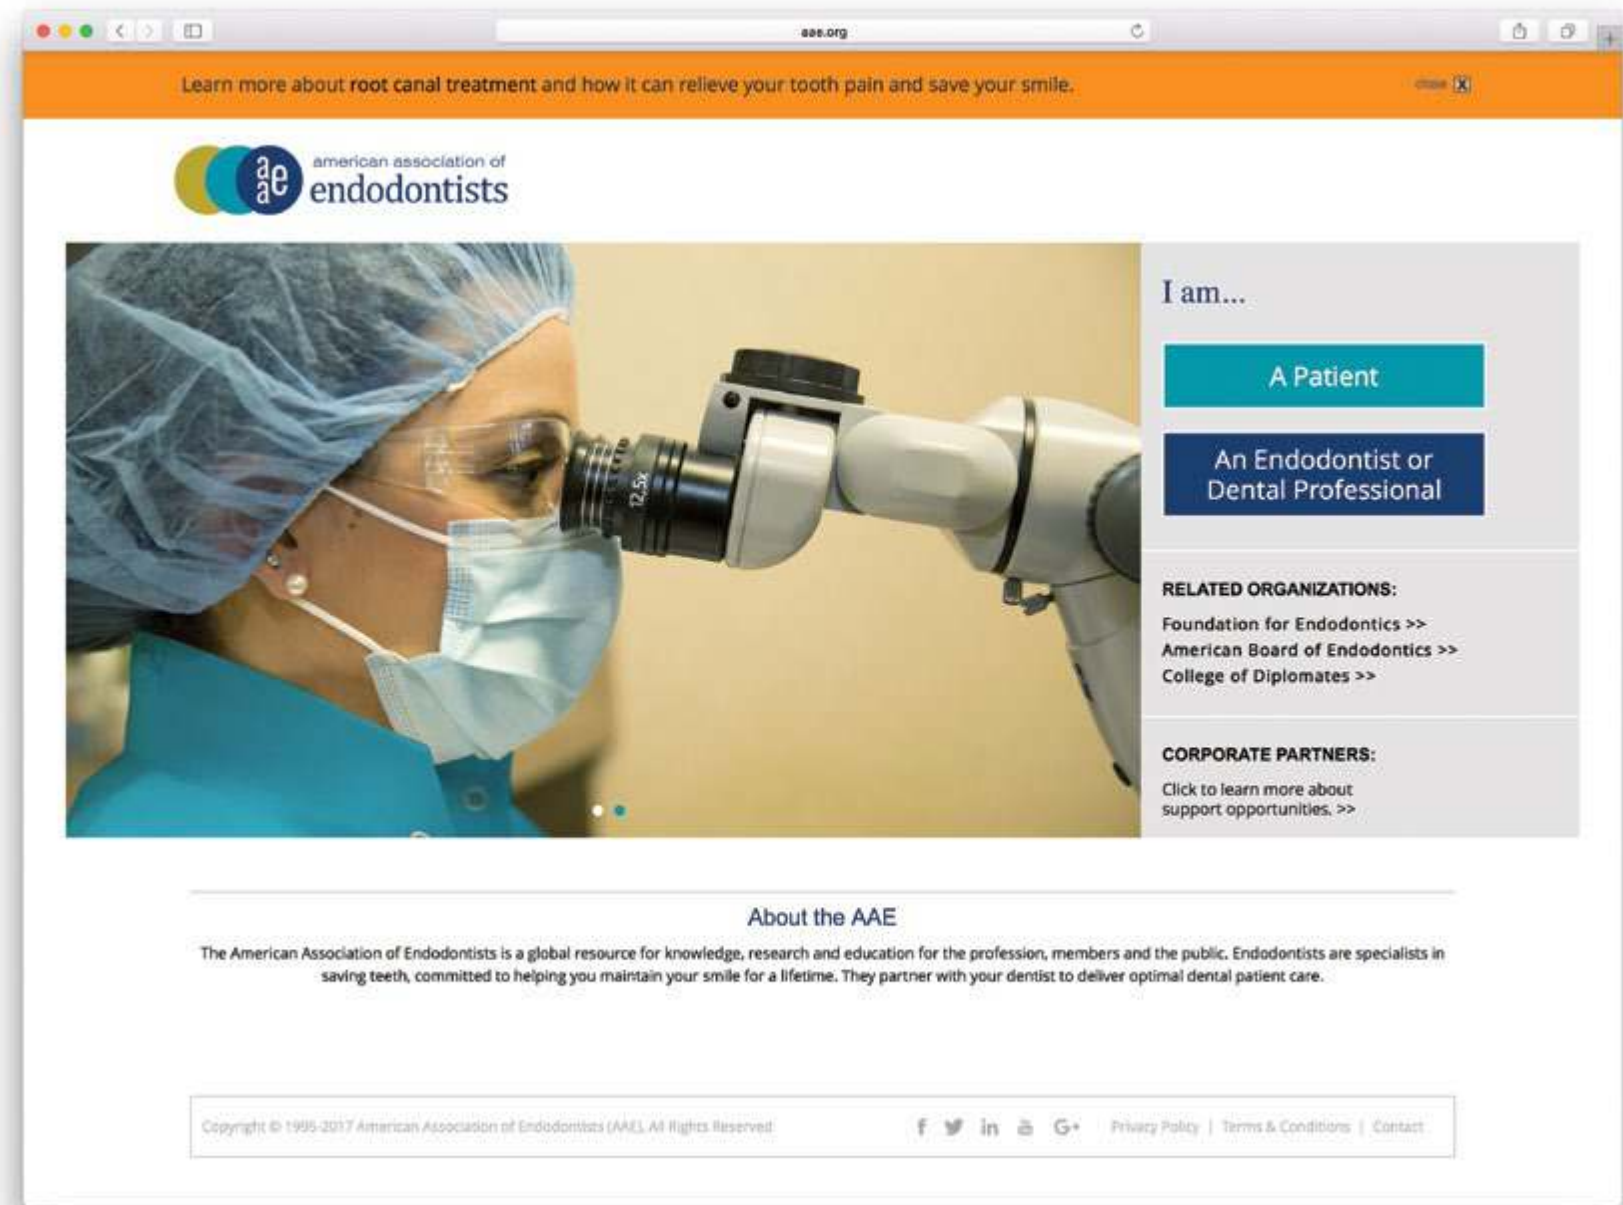 aae.org
Learn more about root canal treatment and how it can relieve your tooth pain and save your smile.
close X
aae
american association of
endodontists
12.5x
I am...
A Patient
An Endodontist or
Dental Professional
RELATED ORGANIZATIONS:
Foundation for Endodontics >>
American Board of Endodontics >>
College of Diplomates >>
CORPORATE PARTNERS:
Click to learn more about
support opportunities. >>
About the AAE
The American Association of Endodontists is a global resource for knowledge, research and education for the profession, members and the public. Endodontists are specialists in
saving teeth, committed to helping you maintain your smile for a lifetime. They partner with your dentist to deliver optimal dental patient care.
Copyright © 1995-2017 American Association of Endodontists (AAE), All Rights Reserved
f in G+ Privacy Policy | Terms & Conditions | Contact